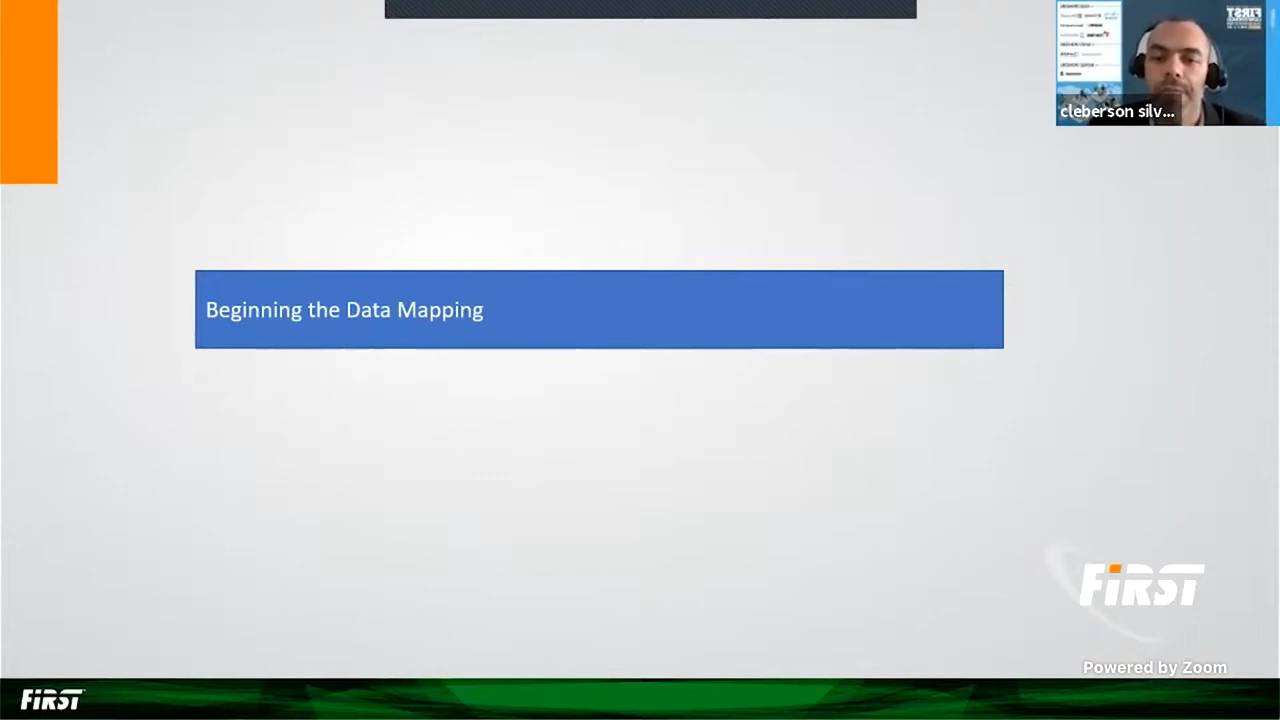 cleberson silv...
Beginning the Data Mapping
FiRST
Powered by Zoom
FiRST